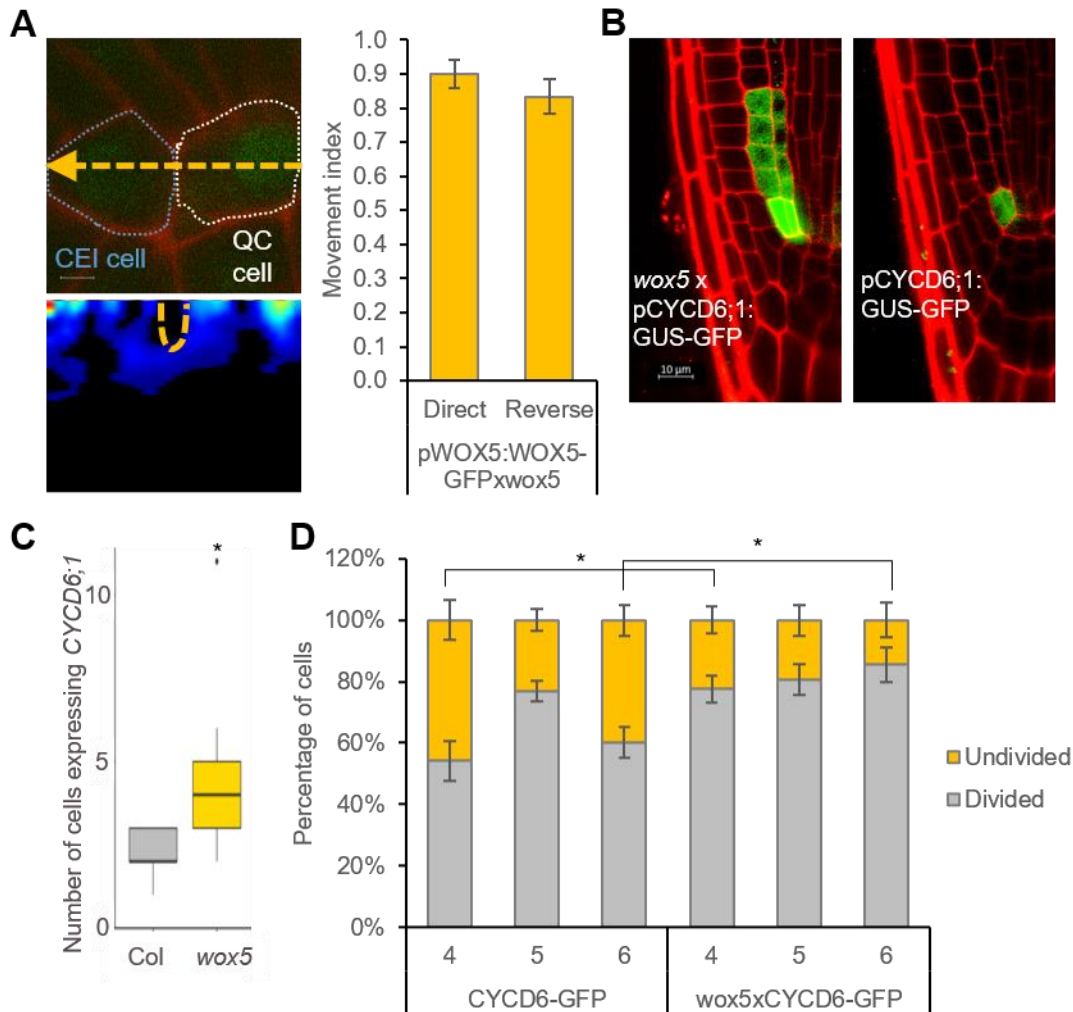 A
CEI cell
QC
cell
Movement index
1.0
0.9
0.8
0.7
0.6
0.5
0.4
0.3
0.2
0.1
0.0
Direct Reverse
pWOX5:WOX5-
GFPxwox5
B
wox5 x
pCYCD6;1:
GUS-GFP
10 µm
pCYCD6;1:
GUS-GFP
C
Number of cells expressing CYCD6;1
10
5
0
*
Col wox5
D
Percentage of cells
120%
100%
80%
60%
40%
20%
0%
*
*
4 5 6 4 5 6
CYCD6-GFP wox5xCYCD6-GFP
Undivided
Divided